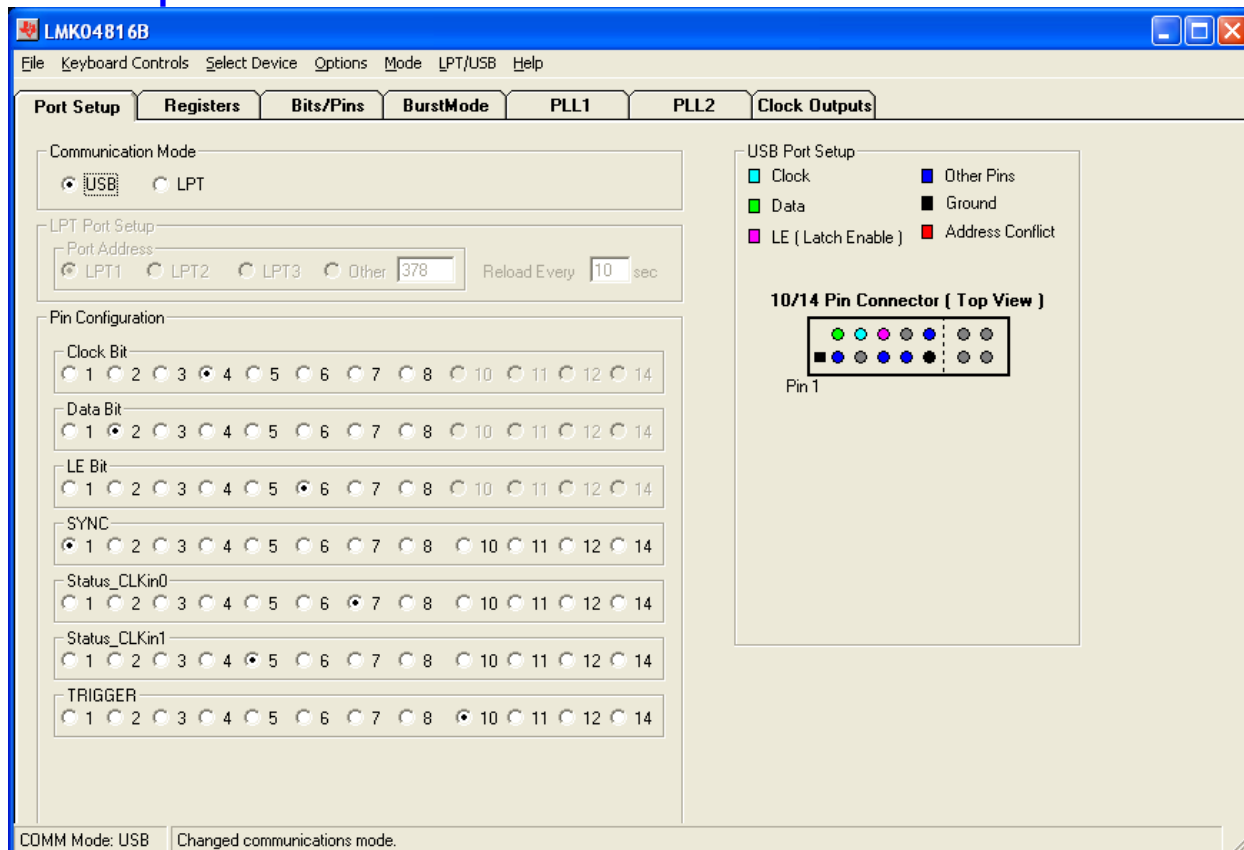 LMK04816B
File Keyboard Controls Select Device Options Mode LPT/USB Help
Port Setup Registers Bits/Pins BurstMode PLL1 PLL2 Clock Outputs
Communication Mode
USB LPT
LPT Port Setup
Port Address
LPT1 LPT2 LPT3 Other 378 Reload Every 10 sec
Pin Configuration
Clock Bit
1 2 3 4 5 6 7 8 10 11 12 14
Data Bit
1 2 3 4 5 6 7 8 10 11 12 14
LE Bit
1 2 3 4 5 6 7 8 10 11 12 14
SYNC
1 2 3 4 5 6 7 8 10 11 12 14
Status_CLKin0
1 2 3 4 5 6 7 8 10 11 12 14
Status_CLKin1
1 2 3 4 5 6 7 8 10 11 12 14
TRIGGER
1 2 3 4 5 6 7 8 10 11 12 14
USB Port Setup
Clock Other Pins
Data Ground
LE ( Latch Enable ) Address Conflict
10/14 Pin Connector ( Top View )
Pin 1
COMM Mode: USB Changed communications mode.